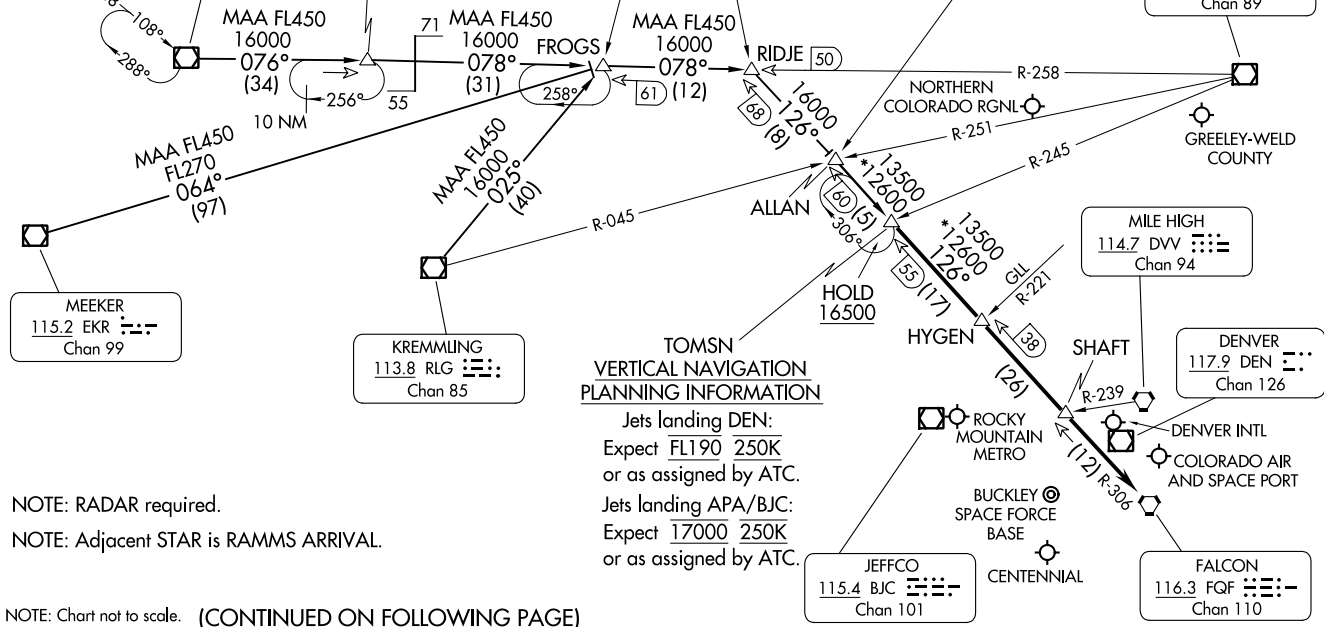 Chan 89
108°
288°
MAA FL450
16000
076°
(34)
256°
10 NM
71
55
MAA FL450
16000
078°
(31)
FROGS
258°
61
MAA FL450
16000
078°
(12)
RIDJE
50
68
16000
126°
(8)
R-258
NORTHERN
COLORADO RGNL
R-251
R-245
GREELEY-WELD
COUNTY
MAA FL450
FL270
064°
(97)
MAA FL450
16000
025°
(40)
R-045
ALLAN
60
(5)
306°
13500
*12600
HOLD
16500
55
(17)
13500
*12600
126°
GLL
R-221
HYGEN
38
(26)
SHAFT
R-239
(12)
R-306
MILE HIGH
114.7 DVV
Chan 94
DENVER
117.9 DEN
Chan 126
MEEKER
115.2 EKR
Chan 99
KREMMLING
113.8 RLG
Chan 85
TOMSN
VERTICAL NAVIGATION
PLANNING INFORMATION
Jets landing DEN:
Expect FL190 250K
or as assigned by ATC.
Jets landing APA/BJC:
Expect 17000 250K
or as assigned by ATC.
ROCKY
MOUNTAIN
METRO
DENVER INTL
COLORADO AIR
AND SPACE PORT
BUCKLEY
SPACE FORCE
BASE
CENTENNIAL
JEFFCO
115.4 BJC
Chan 101
FALCON
116.3 FQF
Chan 110
NOTE: RADAR required.
NOTE: Adjacent STAR is RAMMS ARRIVAL.
NOTE: Chart not to scale. (CONTINUED ON FOLLOWING PAGE)